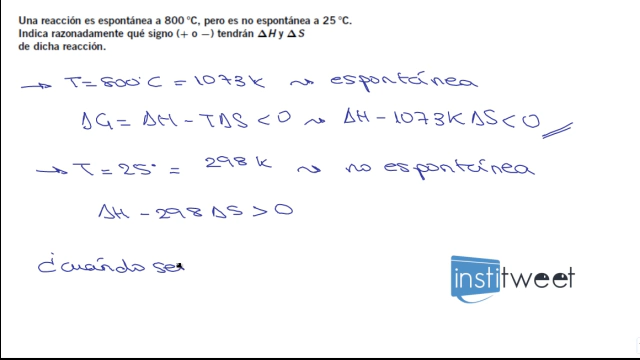 Una reacción es espontánea a 800 °C, pero es no espontánea a 25 °C.
Indica razonadamente qué signo (+ o −) tendrán ΔH y ΔS
de dicha reacción.
→ T = 800°C = 1073 K ~> espontánea
ΔG = ΔH − TΔS < 0 ~> ΔH − 1073K ΔS < 0
→ T = 25° = 298 K ~> no espontánea
ΔH − 298 ΔS > 0
¿cuándo ser
institweet